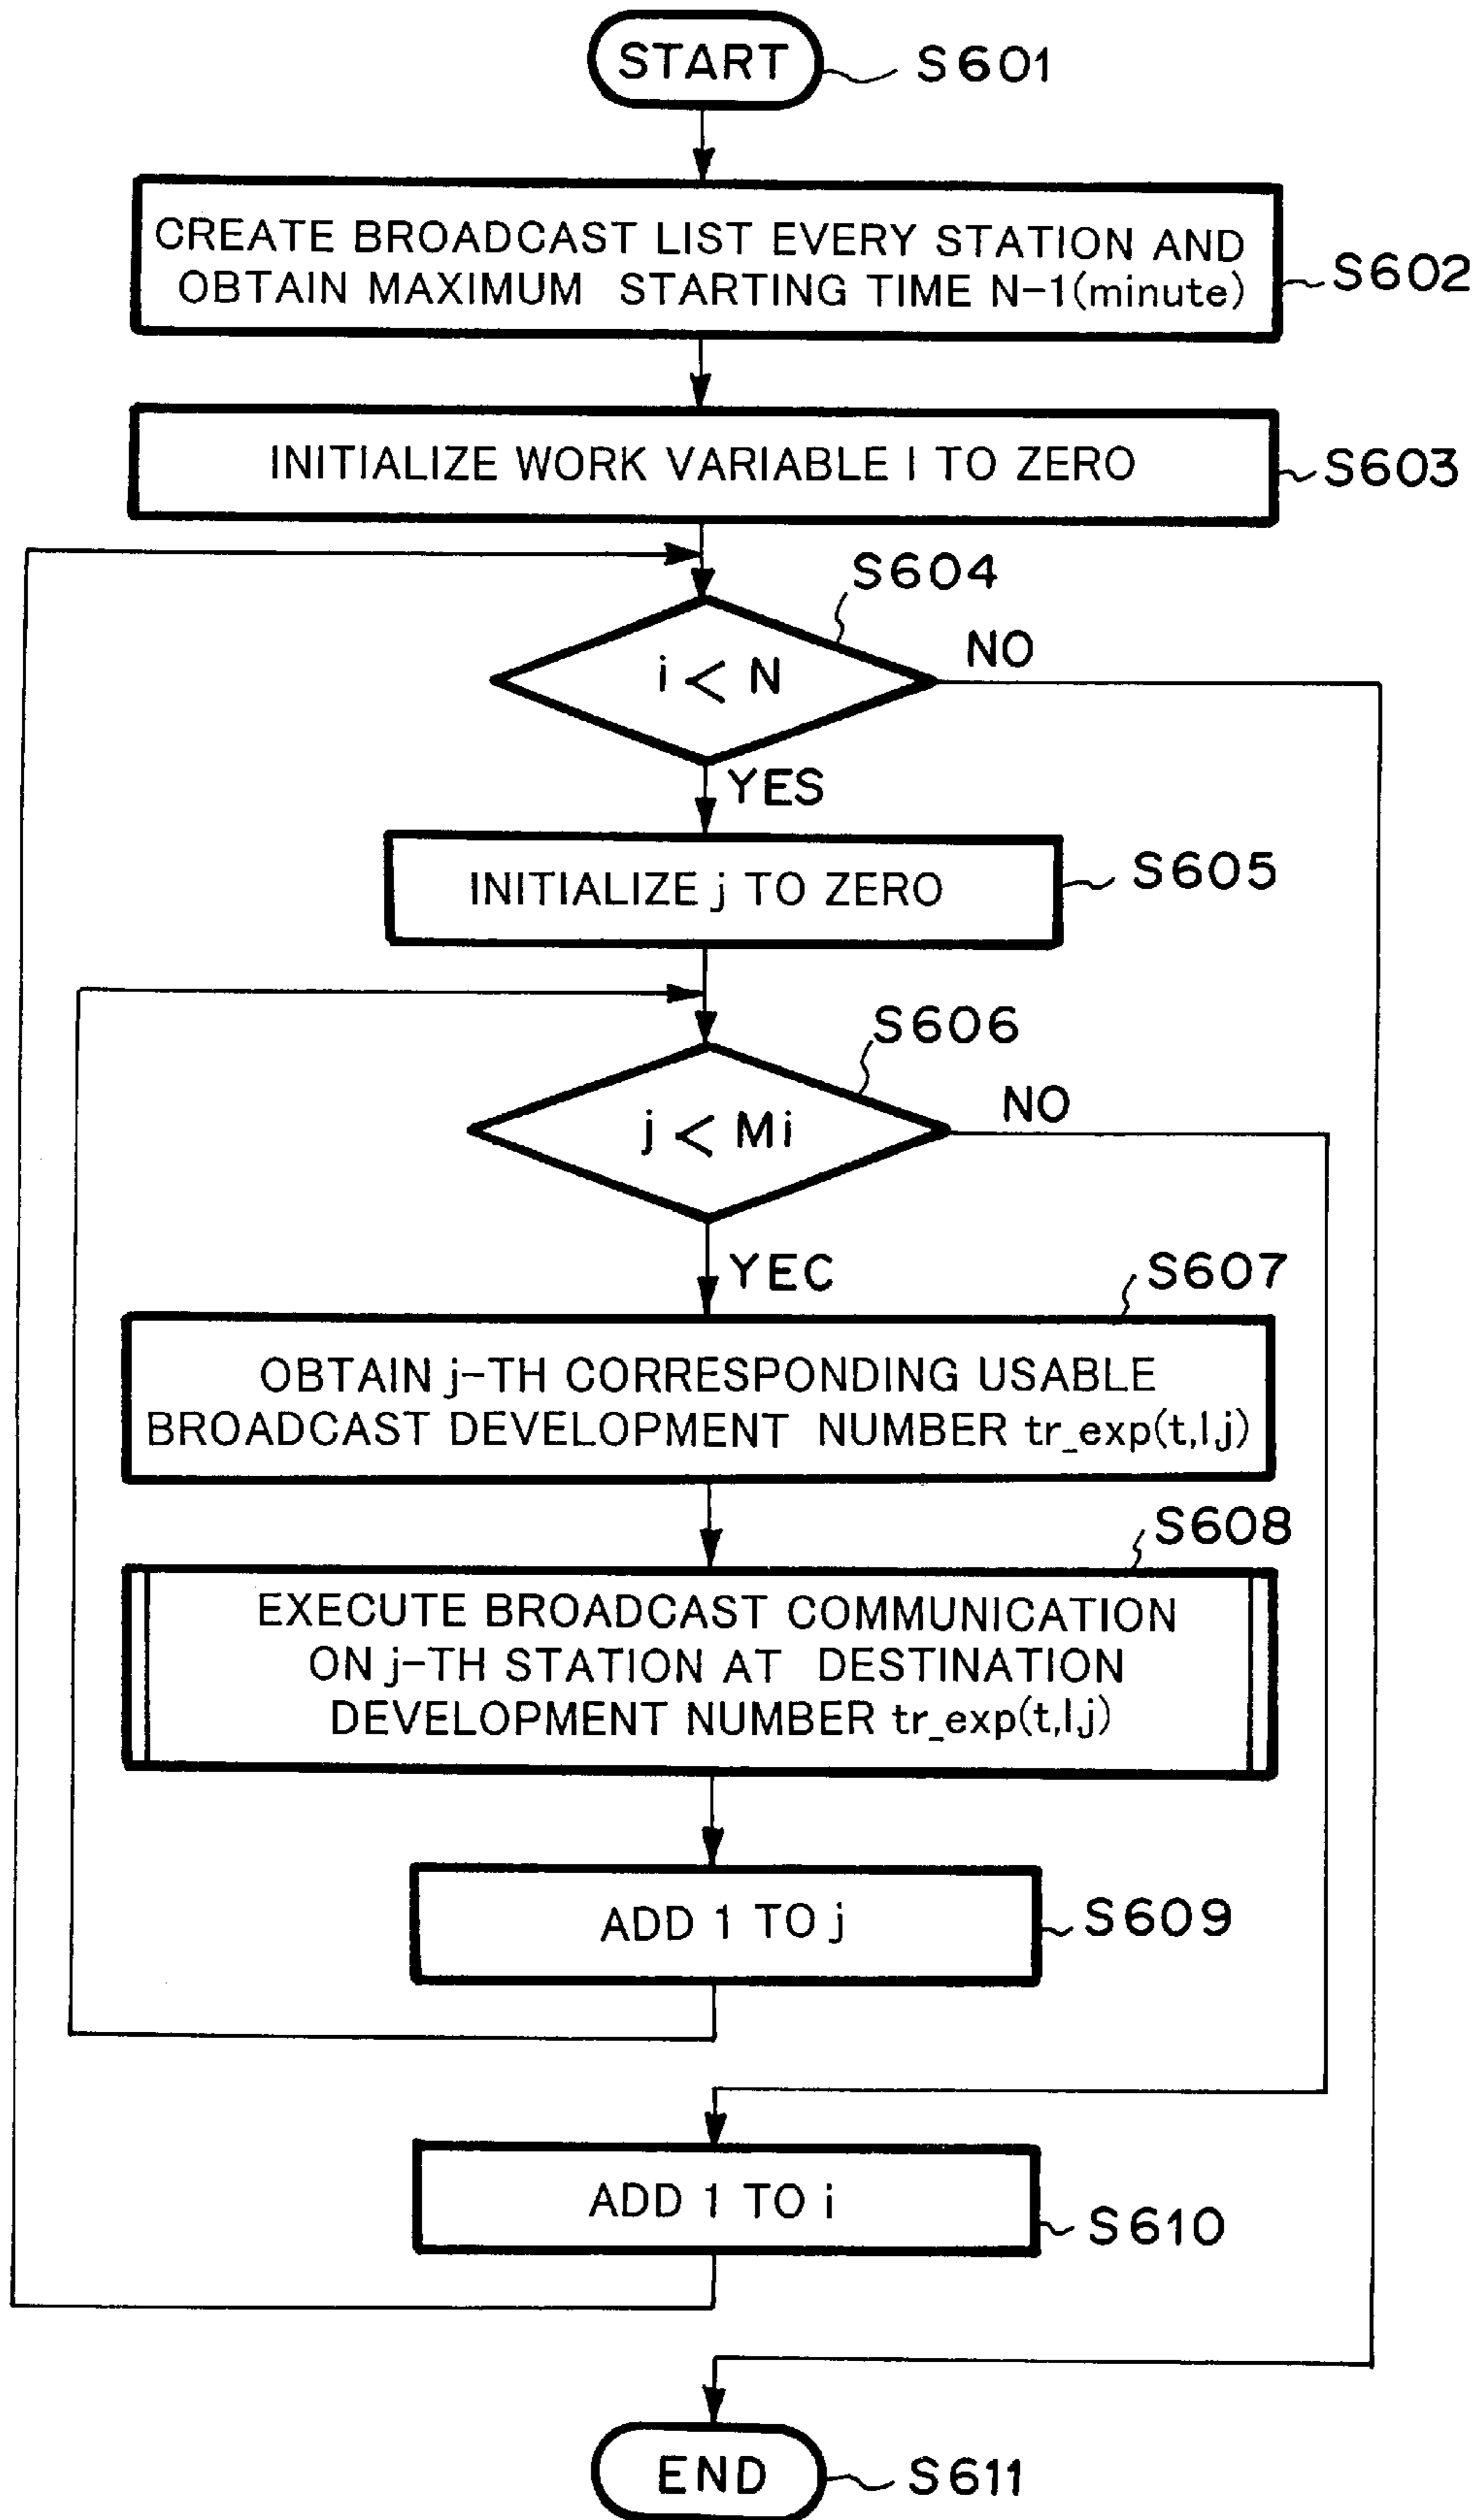 START
S601
CREATE BROADCAST LIST EVERY STATION AND
OBTAIN MAXIMUM STARTING TIME N-1(minute)
S602
INITIALIZE WORK VARIABLE I TO ZERO
S603
S604
i < N
NO
YES
INITIALIZE j TO ZERO
S605
S606
j < Mi
NO
YEC
S607
OBTAIN j-TH CORRESPONDING USABLE
BROADCAST DEVELOPMENT NUMBER tr_exp(t,I,j)
S608
EXECUTE BROADCAST COMMUNICATION
ON j-TH STATION AT DESTINATION
DEVELOPMENT NUMBER tr_exp(t,I,j)
ADD 1 TO j
S609
ADD 1 TO i
S610
END
S611